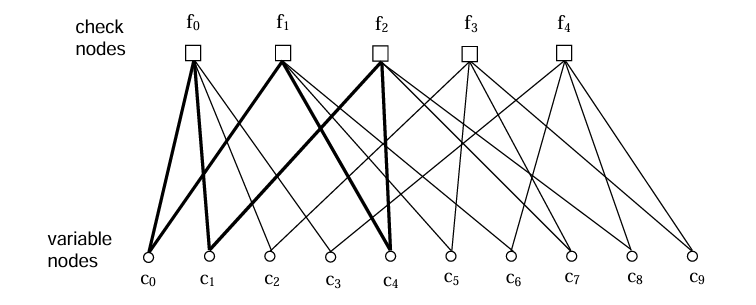 check
nodes
f₀ f₁ f₂ f₃ f₄
variable
nodes
c₀ c₁ c₂ c₃ c₄ c₅ c₆ c₇ c₈ c₉